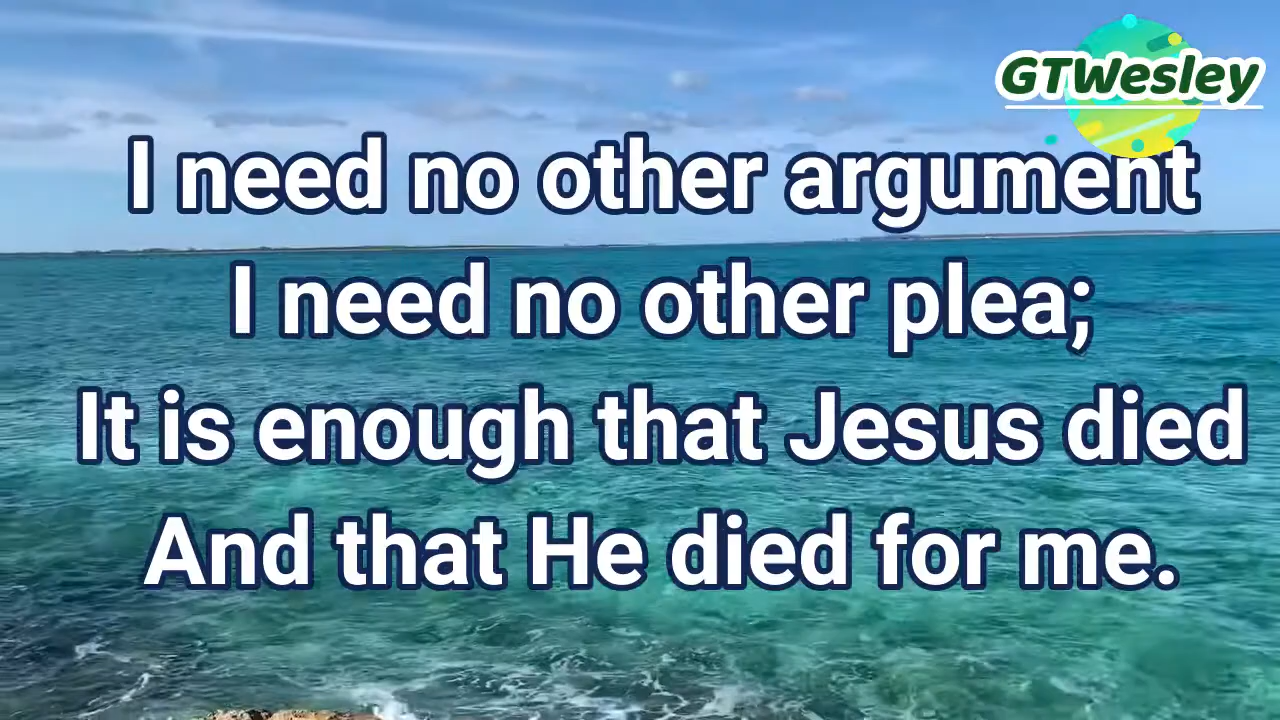 GTWesley
I need no other argument
I need no other plea;
It is enough that Jesus died
And that He died for me.